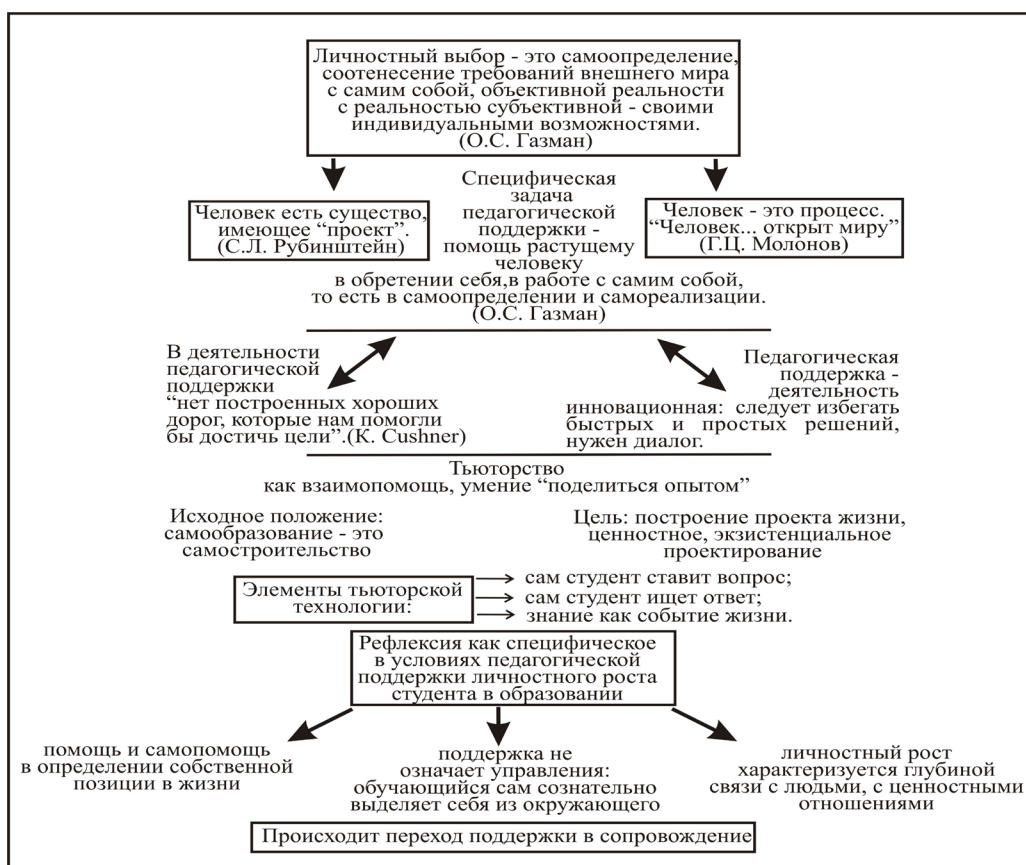 Личностный выбор - это самоопределение,
соотенесение требований внешнего мира
с самим собой, объективной реальности
с реальностью субъективной - своими
индивидуальными возможностями.
(О.С. Газман)
Человек есть существо,
имеющее “проект”.
(С.Л. Рубинштейн)
Специфическая
задача
педагогической
поддержки -
помощь растущему
человеку
в обретении себя,в работе с самим собой,
то есть в самоопределении и самореализации.
(О.С. Газман)
Человек - это процесс.
“Человек... открыт миру”
(Г.Ц. Молонов)
В деятельности
педагогической
поддержки
“нет построенных хороших
дорог, которые нам помогли
бы достичь цели”.(К. Cushner)
Педагогическая
поддержка -
деятельность
инновационная: следует избегать
быстрых и простых решений,
нужен диалог.
Тьюторство
как взаимопомощь, умение “поделиться опытом”
Исходное положение:
самообразование - это
самостроительство
Цель: построение проекта жизни,
ценностное, экзистенциальное
проектирование
Элементы тьюторской
технологии:
сам студент ставит вопрос;
сам студент ищет ответ;
знание как событие жизни.
Рефлексия как специфическое
в условиях педагогической
поддержки личностного роста
студента в образовании
помощь и самопомощь
в определении собственной
позиции в жизни
поддержка не
означает управления:
обучающийся сам сознательно
выделяет себя из окружающего
личностный рост
характеризуется глубиной
связи с людьми, с ценностными
отношениями
Происходит переход поддержки в сопровождение